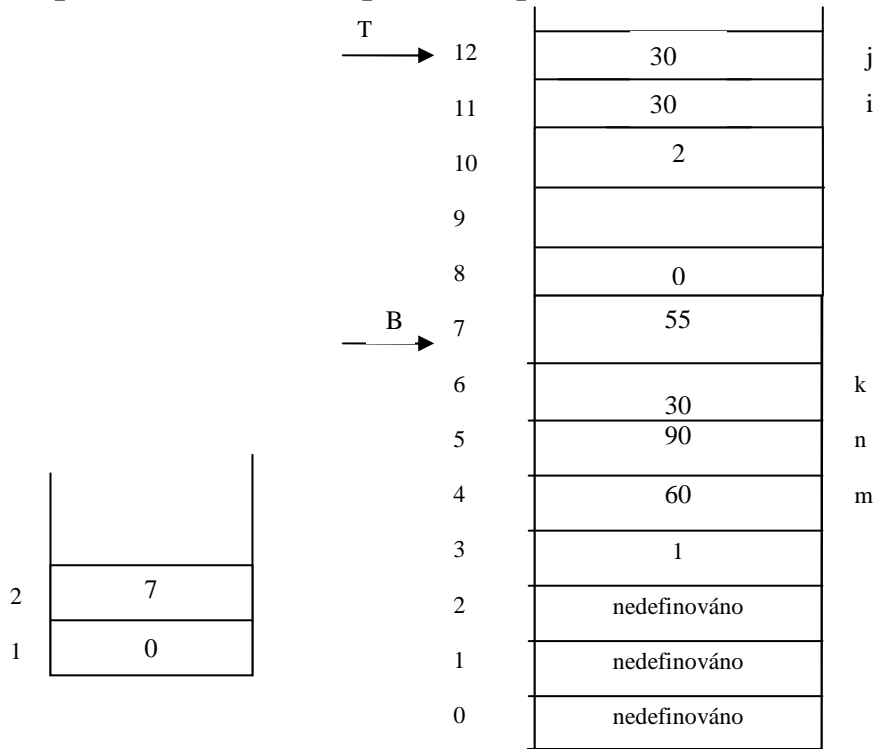 T
12 30 j
11 30 i
10 2
9
8 0
B 7 55
6 30 k
5 90 n
4 60 m
3 1
2 7
2 nedefinováno
1 0
1 nedefinováno
0 nedefinováno